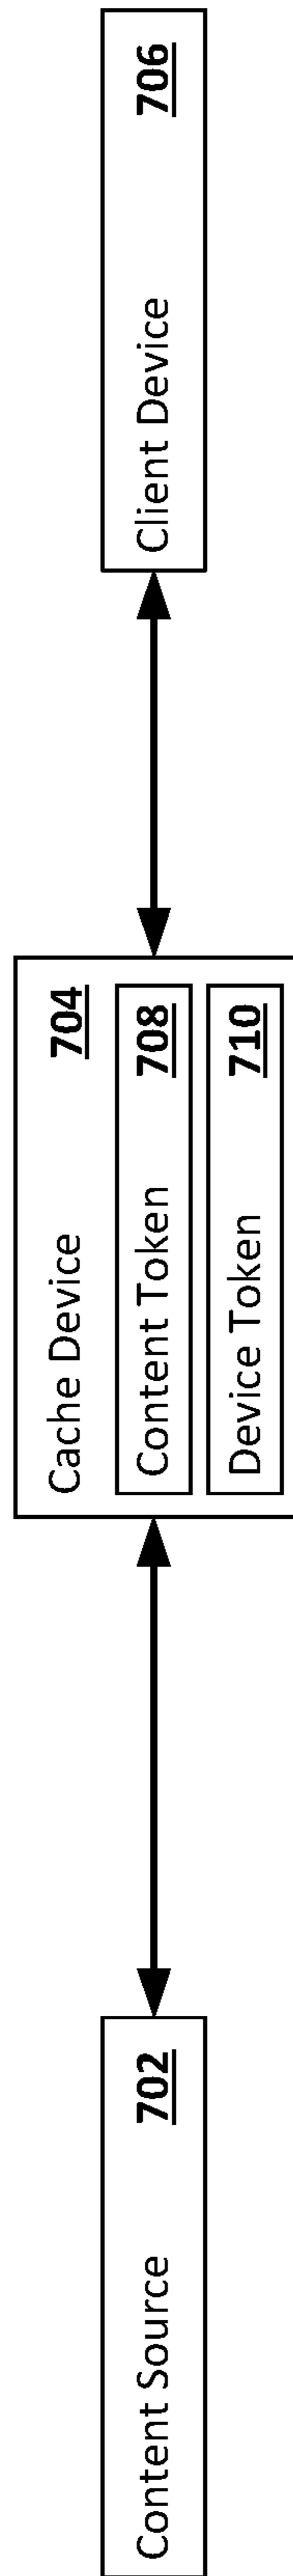 Content Source 702
Cache Device 704
Content Token 708
Device Token 710
Client Device 706